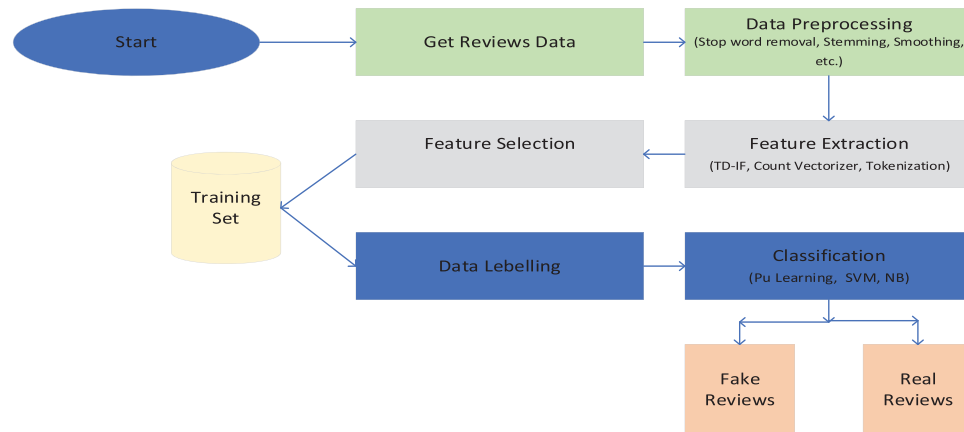 Start
Get Reviews Data
Data Preprocessing
(Stop word removal, Stemming, Smoothing,
etc.)
Feature Selection
Feature Extraction
(TD-IF, Count Vectorizer, Tokenization)
Training
Set
Data Lebelling
Classification
(Pu Learning, SVM, NB)
Fake
Reviews
Real
Reviews